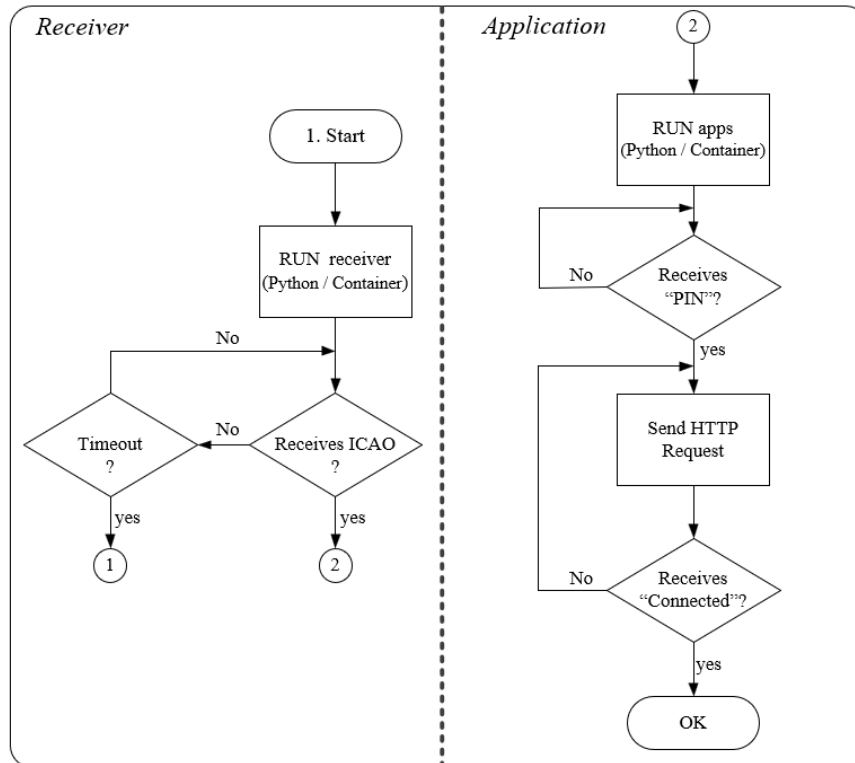 Receiver
1. Start
RUN receiver
(Python / Container)
No
Timeout
?
No
Receives ICAO
?
yes
yes
1
2
Application
2
RUN apps
(Python / Container)
No
Receives
“PIN”?
yes
Send HTTP
Request
No
Receives
“Connected”?
yes
OK